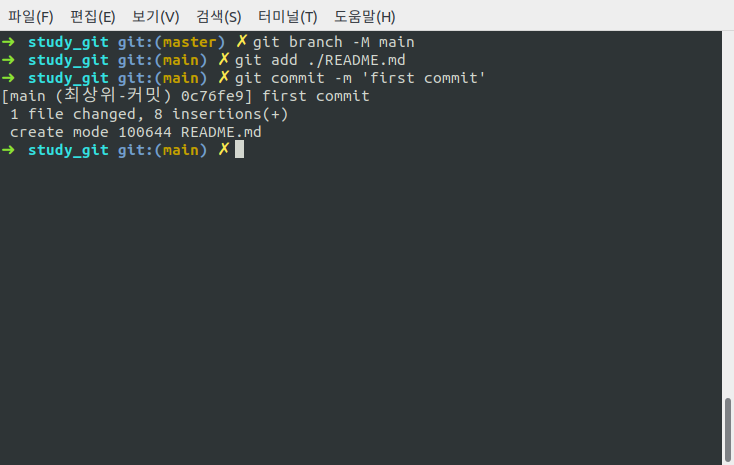 파일(F) 편집(E) 보기(V) 검색(S) 터미널(T) 도움말(H)
➜ study_git git:(master) ✗ git branch -M main
➜ study_git git:(main) ✗ git add ./README.md
➜ study_git git:(main) ✗ git commit -m 'first commit'
[main (최상위-커밋) 0c76fe9] first commit
1 file changed, 8 insertions(+)
create mode 100644 README.md
➜ study_git git:(main) ✗